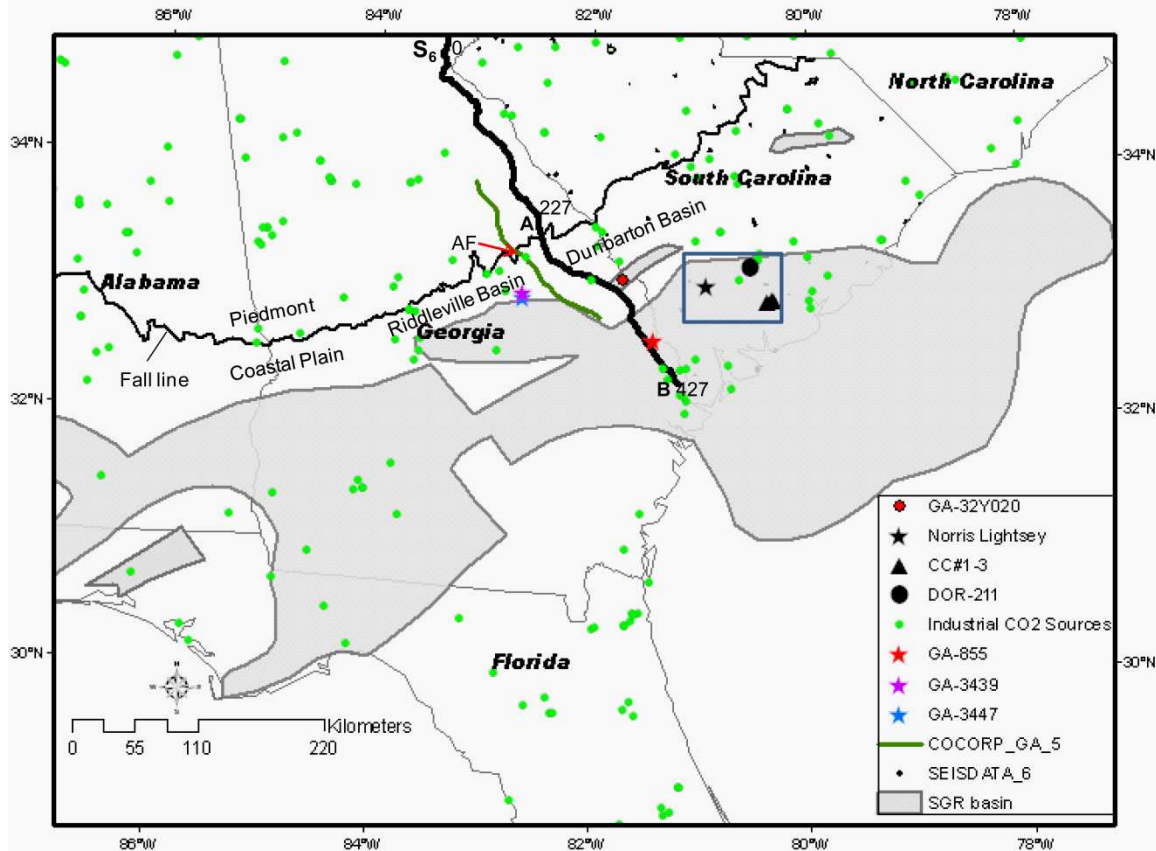 86°W 84°W 82°W 80°W 78°W
S6 0
North Carolina
34°N 34°N
South Carolina
A 227
AF
Dunbarton Basin
Alabama
Piedmont
Riddleville Basin
Georgia
Coastal Plain
Fall line
B 427
32°N 32°N
GA-32Y020
Norris Lightsey
CC#1-3
DOR-211
Industrial CO2 Sources
GA-855
GA-3439
GA-3447
COCORP_GA_5
SEISDATA_6
SGR basin
30°N 30°N
Florida
N
W E
S
Kilometers
0 55 110 220
86°W 84°W 82°W 80°W 78°W